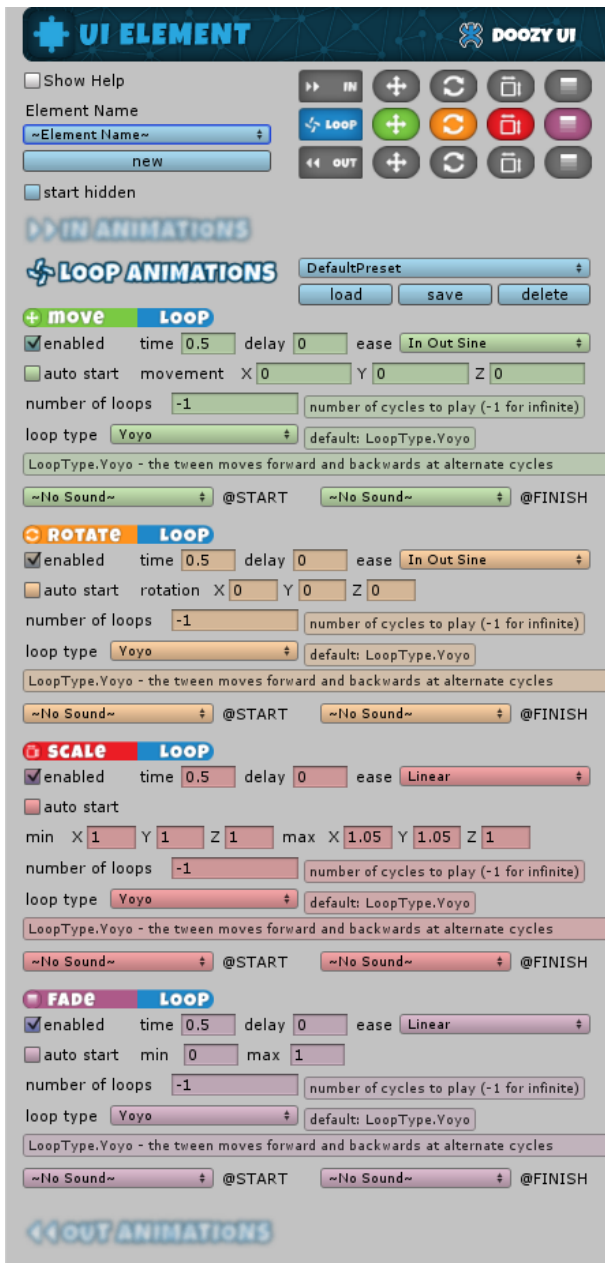 UI ELEMENT DOOZY UI
Show Help
IN
Element Name
~Element Name~
LOOP
new
OUT
start hidden
IN ANIMATIONS
LOOP ANIMATIONS
DefaultPreset
load save delete
move LOOP
enabled time 0.5 delay 0 ease In Out Sine
auto start movement X 0 Y 0 Z 0
number of loops -1 number of cycles to play (-1 for infinite)
loop type Yoyo default: LoopType.Yoyo
LoopType.Yoyo - the tween moves forward and backwards at alternate cycles
~No Sound~ @START ~No Sound~ @FINISH
ROTATe LOOP
enabled time 0.5 delay 0 ease In Out Sine
auto start rotation X 0 Y 0 Z 0
number of loops -1 number of cycles to play (-1 for infinite)
loop type Yoyo default: LoopType.Yoyo
LoopType.Yoyo - the tween moves forward and backwards at alternate cycles
~No Sound~ @START ~No Sound~ @FINISH
SCALe LOOP
enabled time 0.5 delay 0 ease Linear
auto start
min X 1 Y 1 Z 1 max X 1.05 Y 1.05 Z 1
number of loops -1 number of cycles to play (-1 for infinite)
loop type Yoyo default: LoopType.Yoyo
LoopType.Yoyo - the tween moves forward and backwards at alternate cycles
~No Sound~ @START ~No Sound~ @FINISH
FADe LOOP
enabled time 0.5 delay 0 ease Linear
auto start min 0 max 1
number of loops -1 number of cycles to play (-1 for infinite)
loop type Yoyo default: LoopType.Yoyo
LoopType.Yoyo - the tween moves forward and backwards at alternate cycles
~No Sound~ @START ~No Sound~ @FINISH
OUT ANIMATIONS